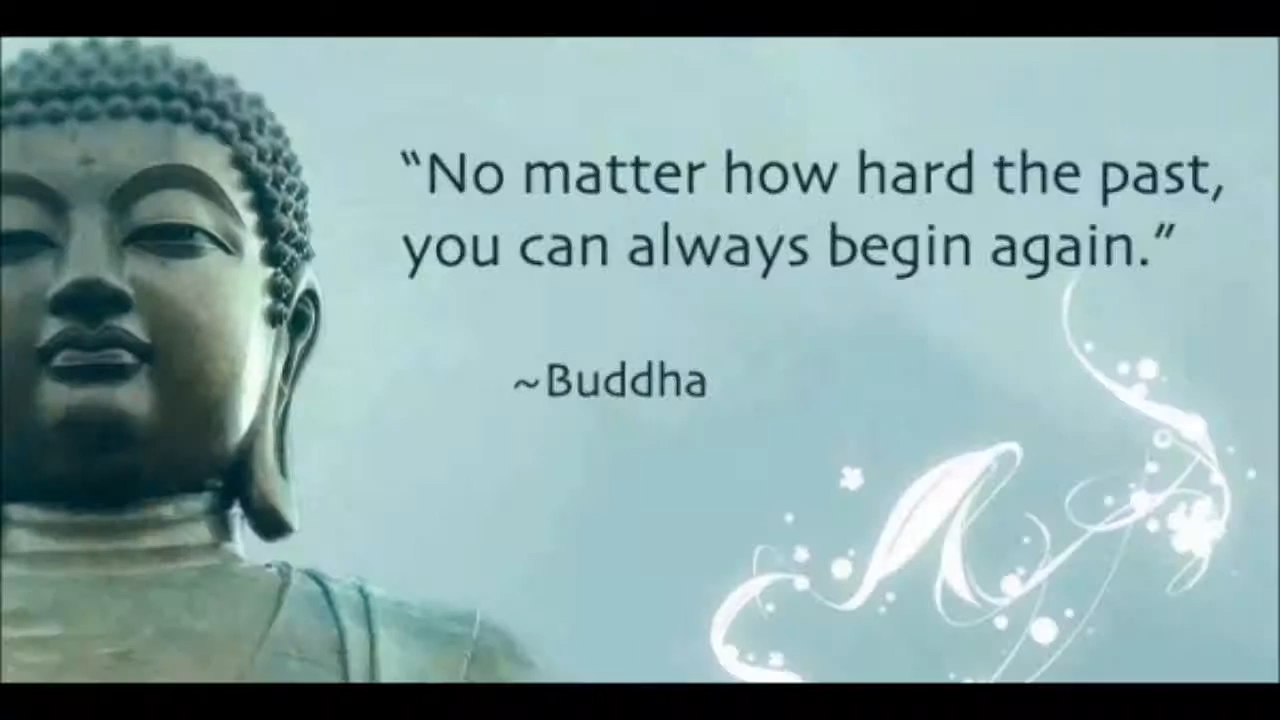 “No matter how hard the past,
you can always begin again.”
~Buddha